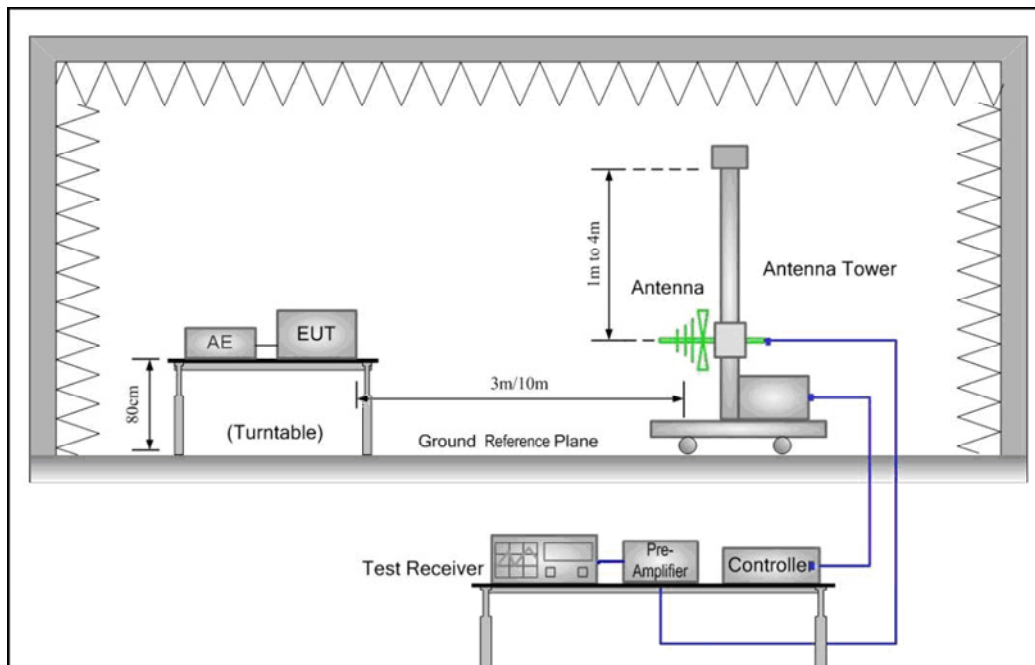 1m to 4m
Antenna Tower
Antenna
AE
EUT
3m/10m
80cm
(Turntable)
Ground Reference Plane
Test Receiver
Pre-
Amplifier
Controller